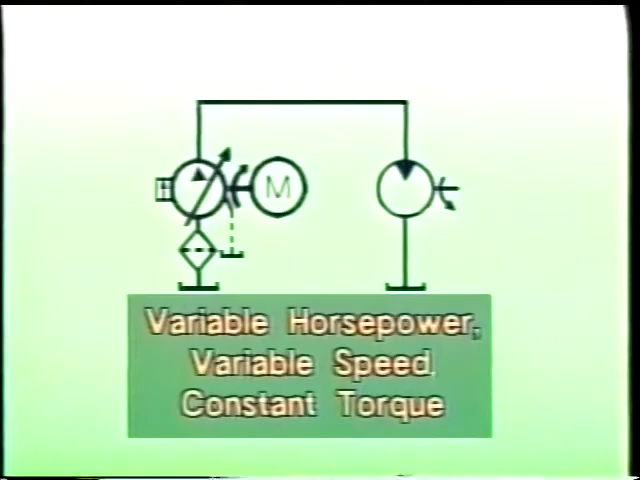 M
Variable Horsepower,
Variable Speed,
Constant Torque